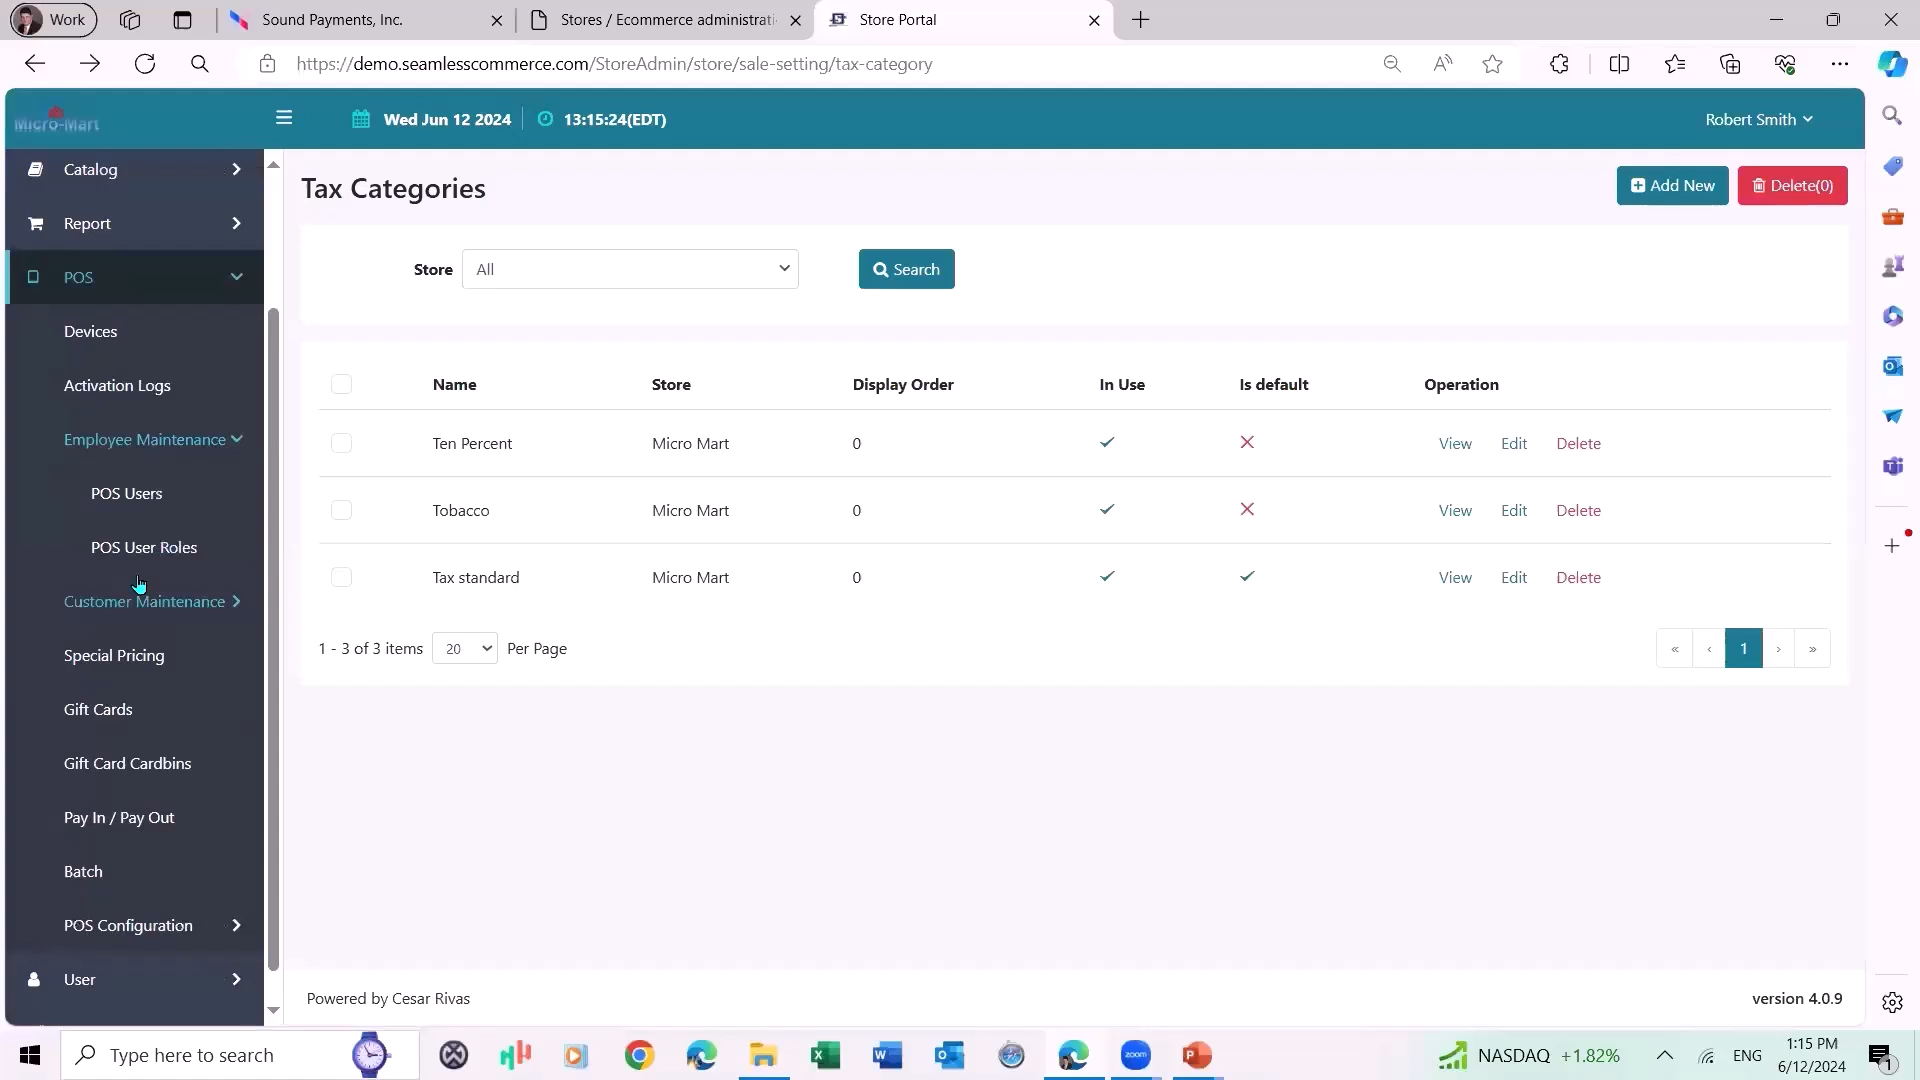 Work
Sound Payments, Inc.
Stores / Ecommerce administrati
Store Portal
https://demo.seamlesscommerce.com/StoreAdmin/store/sale-setting/tax-category
Micro-Mart
Wed Jun 12 2024
13:15:24(EDT)
Robert Smith
Catalog
Report
POS
Devices
Activation Logs
Employee Maintenance
POS Users
POS User Roles
Customer Maintenance
Special Pricing
Gift Cards
Gift Card Cardbins
Pay In / Pay Out
Batch
POS Configuration
User
Tax Categories
Add New
Delete(0)
Store All Search
Name Store Display Order In Use Is default Operation
Ten Percent Micro Mart 0 View Edit Delete
Tobacco Micro Mart 0 View Edit Delete
Tax standard Micro Mart 0 View Edit Delete
1 - 3 of 3 items 20 Per Page
« ‹ 1 › »
Powered by Cesar Rivas
version 4.0.9
Type here to search
zoom
NASDAQ +1.82%
ENG
1:15 PM
6/12/2024
1